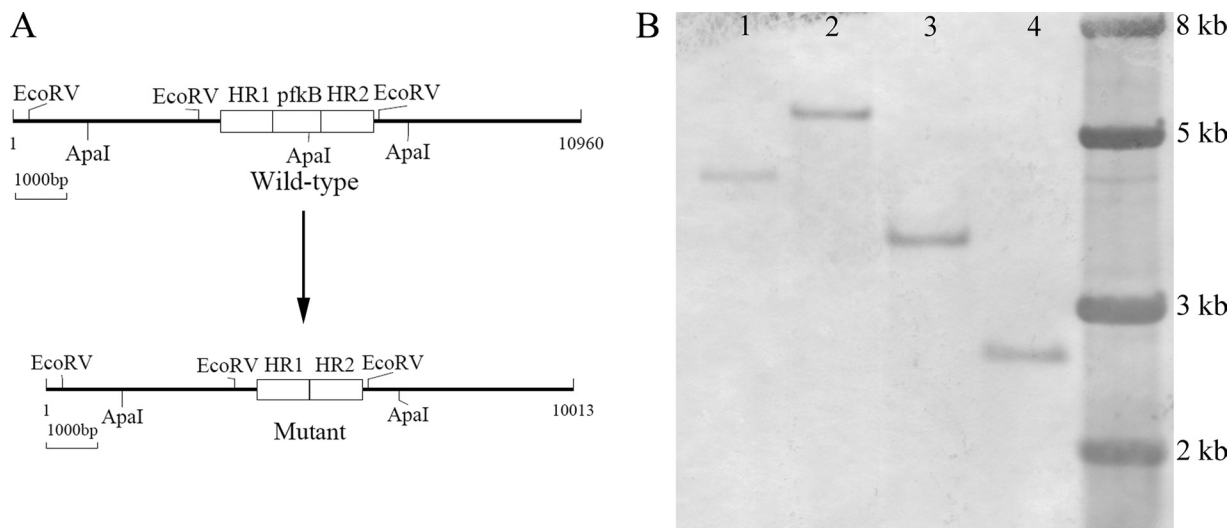 A
EcoRV EcoRV HR1 pfkB HR2 EcoRV
1 ApaI ApaI ApaI 10960
1000bp
Wild-type
EcoRV EcoRV HR1 HR2 EcoRV
1 ApaI ApaI 10013
1000bp
Mutant
B
1 2 3 4
8 kb
5 kb
3 kb
2 kb